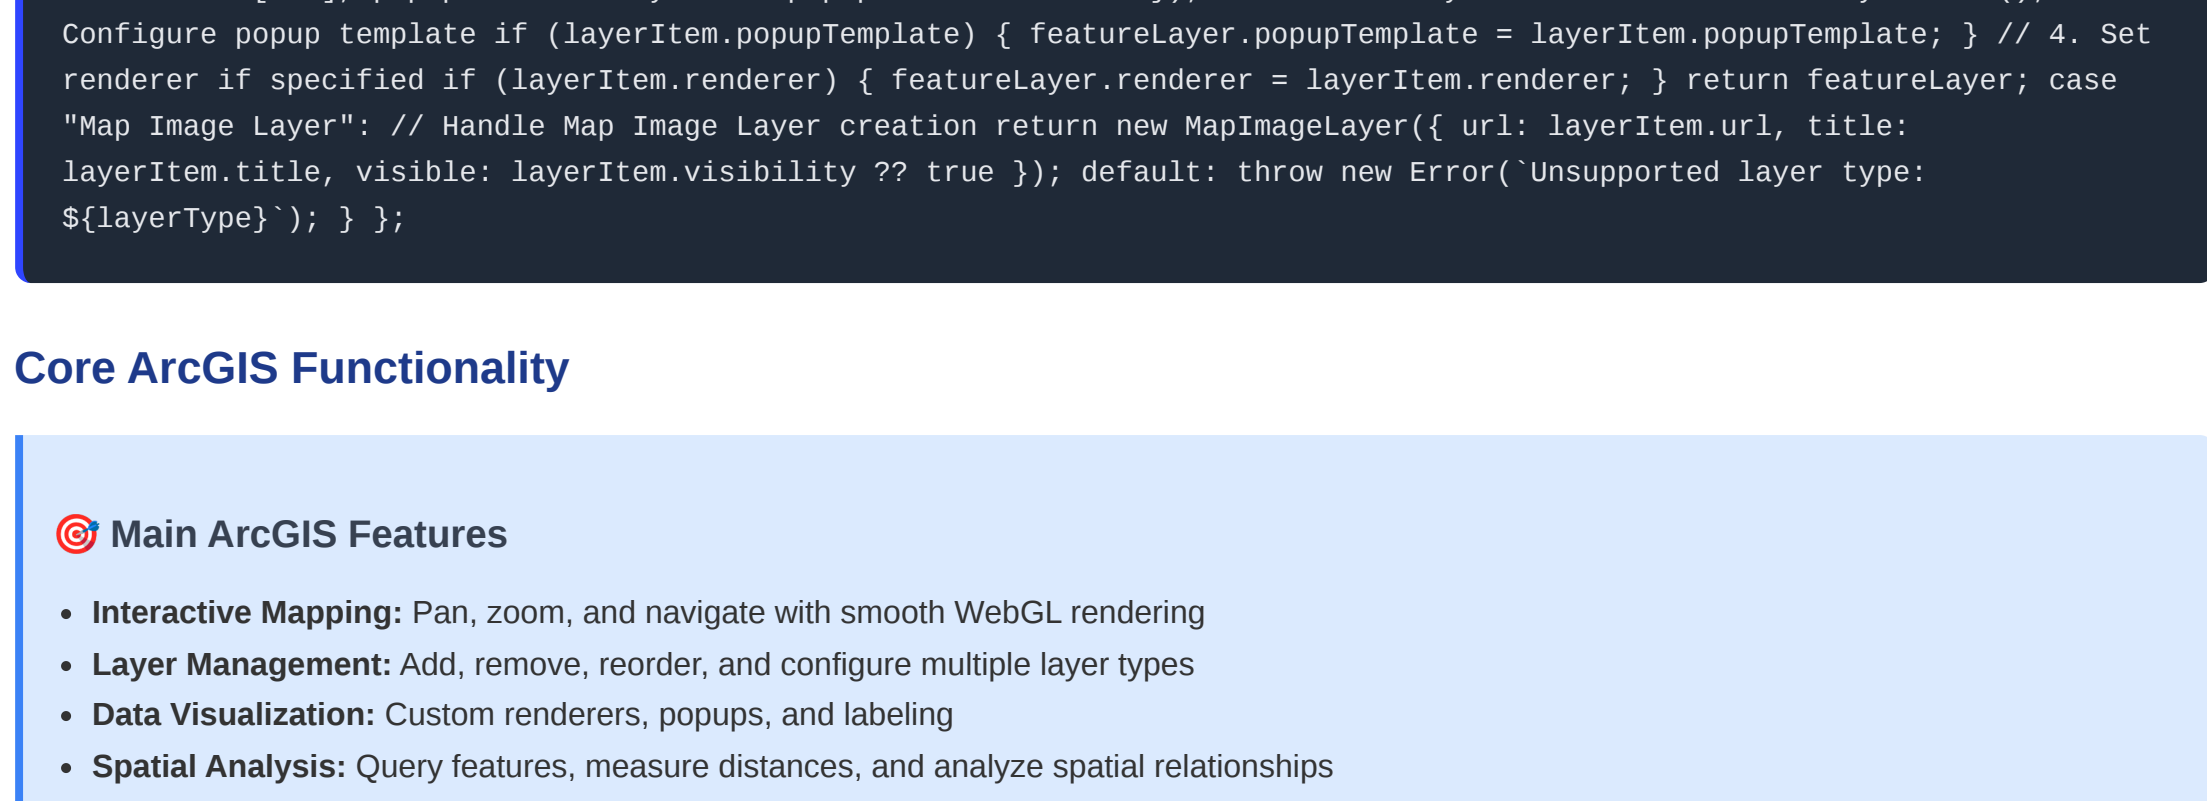 Configure popup template if (layerItem.popupTemplate) { featureLayer.popupTemplate = layerItem.popupTemplate; } // 4. Set
renderer if specified if (layerItem.renderer) { featureLayer.renderer = layerItem.renderer; } return featureLayer; case
"Map Image Layer": // Handle Map Image Layer creation return new MapImageLayer({ url: layerItem.url, title:
layerItem.title, visible: layerItem.visibility ?? true }); default: throw new Error(`Unsupported layer type:
${layerType}`); } };
Core ArcGIS Functionality
🎯 Main ArcGIS Features
• Interactive Mapping: Pan, zoom, and navigate with smooth WebGL rendering
• Layer Management: Add, remove, reorder, and configure multiple layer types
• Data Visualization: Custom renderers, popups, and labeling
• Spatial Analysis: Query features, measure distances, and analyze spatial relationships